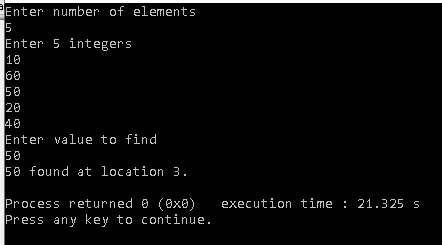 Enter number of elements
5
Enter 5 integers
10
60
50
20
40
Enter value to find
50
50 found at location 3.
Process returned 0 (0x0)   execution time : 21.325 s
Press any key to continue.